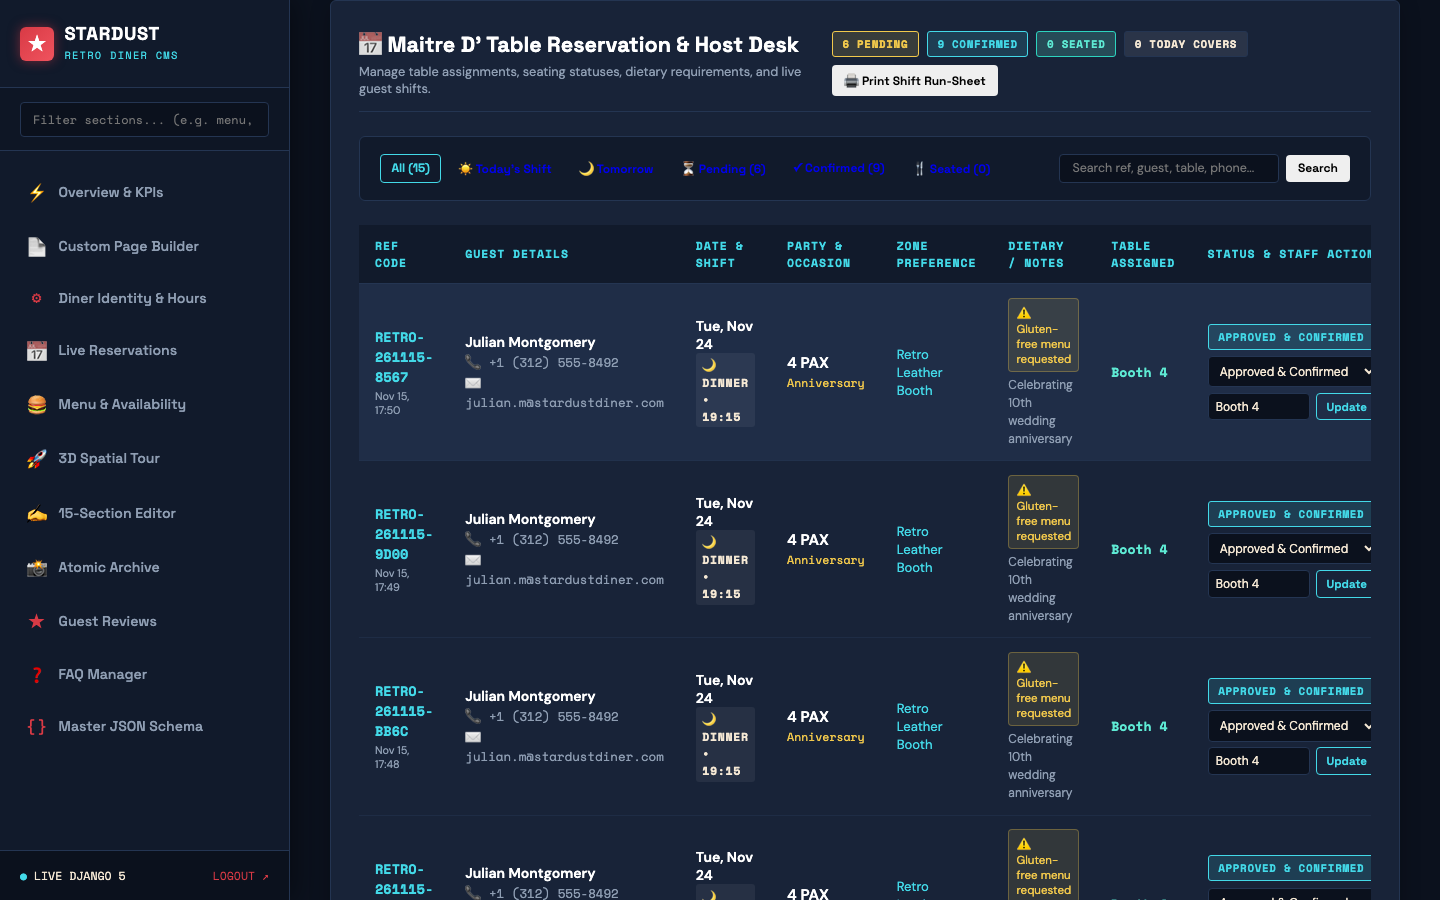 STARDUST
RETRO DINER CMS
Filter sections... (e.g. menu,
Overview & KPIs
Custom Page Builder
Diner Identity & Hours
Live Reservations
Menu & Availability
3D Spatial Tour
15-Section Editor
Atomic Archive
Guest Reviews
FAQ Manager
Master JSON Schema
LIVE DJANGO 5
LOGOUT ↗
Maitre D' Table Reservation & Host Desk
Manage table assignments, seating statuses, dietary requirements, and live
guest shifts.
6 PENDING
9 CONFIRMED
0 SEATED
0 TODAY COVERS
Print Shift Run-Sheet
All (15)
Today's Shift
Tomorrow
Pending (6)
✓ Confirmed (9)
Seated (0)
Search ref, guest, table, phone...
Search
REF
CODE
GUEST DETAILS
DATE &
SHIFT
PARTY &
OCCASION
ZONE
PREFERENCE
DIETARY
/ NOTES
TABLE
ASSIGNED
STATUS & STAFF ACTION
RETRO-
261115-
8567
Nov 15,
17:50
Julian Montgomery
+1 (312) 555-8492
julian.m@stardustdiner.com
Tue, Nov
24
DINNER
•
19:15
4 PAX
Anniversary
Retro
Leather
Booth
Gluten-
free menu
requested
Celebrating
10th
wedding
anniversary
Booth 4
APPROVED & CONFIRMED
Approved & Confirmed
Booth 4
Update
RETRO-
261115-
9D00
Nov 15,
17:49
Julian Montgomery
+1 (312) 555-8492
julian.m@stardustdiner.com
Tue, Nov
24
DINNER
•
19:15
4 PAX
Anniversary
Retro
Leather
Booth
Gluten-
free menu
requested
Celebrating
10th
wedding
anniversary
Booth 4
APPROVED & CONFIRMED
Approved & Confirmed
Booth 4
Update
RETRO-
261115-
BB6C
Nov 15,
17:48
Julian Montgomery
+1 (312) 555-8492
julian.m@stardustdiner.com
Tue, Nov
24
DINNER
•
19:15
4 PAX
Anniversary
Retro
Leather
Booth
Gluten-
free menu
requested
Celebrating
10th
wedding
anniversary
Booth 4
APPROVED & CONFIRMED
Approved & Confirmed
Booth 4
Update
RETRO-
261115-
Julian Montgomery
+1 (312) 555-8492
Tue, Nov
24
4 PAX
Retro
Gluten-
free menu
requested
APPROVED & CONFIRMED